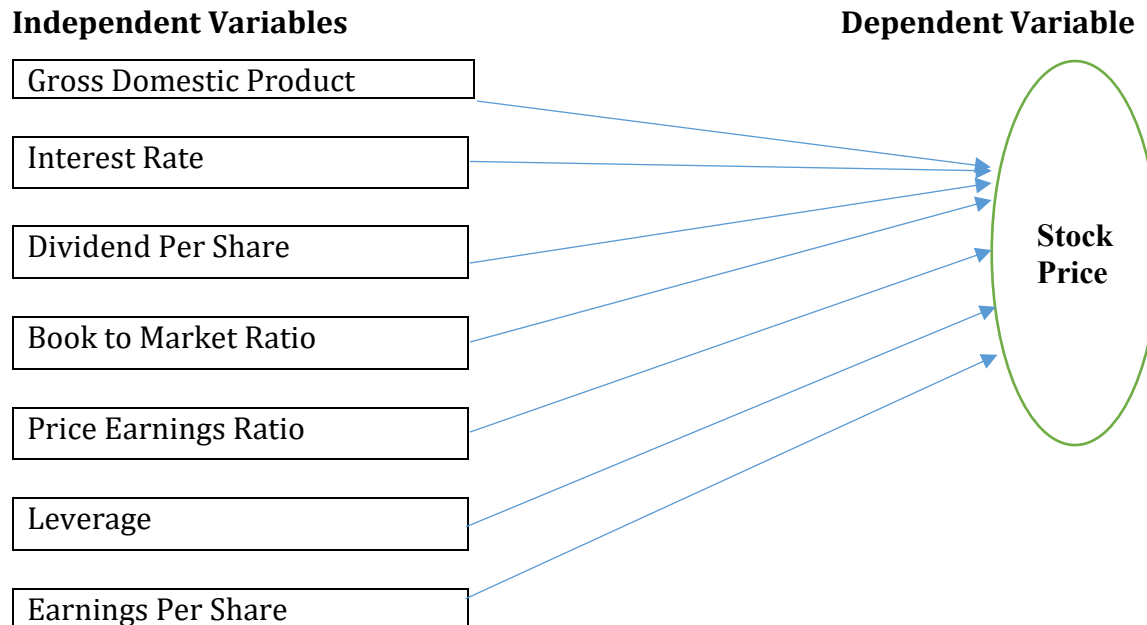 Independent Variables
Dependent Variable
Gross Domestic Product
Interest Rate
Dividend Per Share
Book to Market Ratio
Price Earnings Ratio
Leverage
Earnings Per Share
Stock
Price